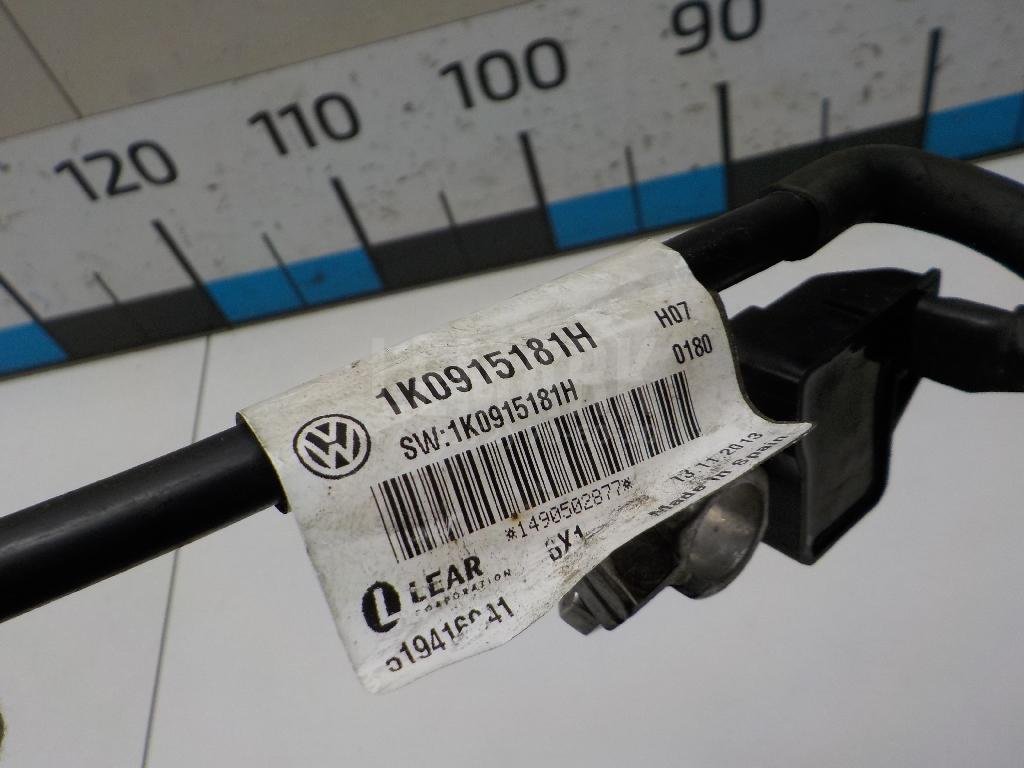 120 110 100 90
1K0915181H H07
SW:1K0915181H 0180
*1490502877* 13.11.2013
6X1 Made in Spain
LEAR
CORPORATION